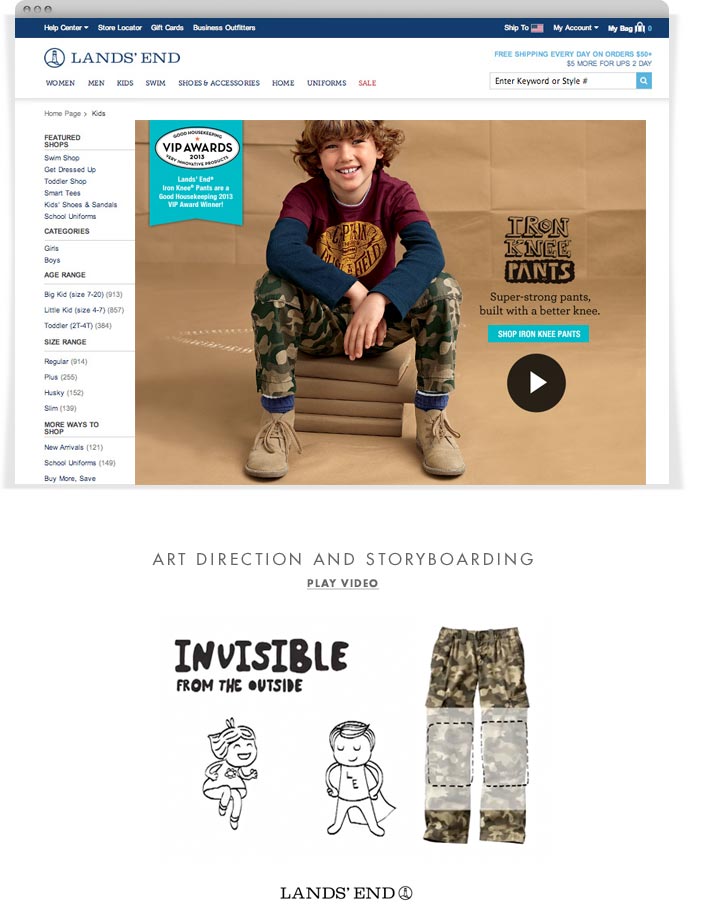 Help Center Store Locator Gift Cards Business Outfitters Ship To My Account My Bag 0
LANDS' END
FREE SHIPPING EVERY DAY ON ORDERS $50+
$5 MORE FOR UPS 2 DAY
WOMEN MEN KIDS SWIM SHOES & ACCESSORIES HOME UNIFORMS SALE
Enter Keyword or Style #
Home Page > Kids
FEATURED
SHOPS
Swim Shop
Get Dressed Up
Toddler Shop
Smart Tees
Kids' Shoes & Sandals
School Uniforms
CATEGORIES
Girls
Boys
AGE RANGE
Big Kid (size 7-20) (913)
Little Kid (size 4-7) (857)
Toddler (2T-4T) (384)
SIZE RANGE
Regular (914)
Plus (255)
Husky (152)
Slim (139)
MORE WAYS TO
SHOP
New Arrivals (121)
School Uniforms (149)
Buy More, Save
GOOD HOUSEKEEPING
VIP AWARDS
2013
VERY INNOVATIVE PRODUCTS
Lands' End®
Iron Knee® Pants are a
Good Housekeeping 2013
VIP Award Winner!
CAPTAIN
FIELD
IRON
KNEE
PANTS
Super-strong pants,
built with a better knee.
SHOP IRON KNEE PANTS
ART DIRECTION AND STORYBOARDING
PLAY VIDEO
INVISIBLE
FROM THE OUTSIDE
LE
LANDS' END